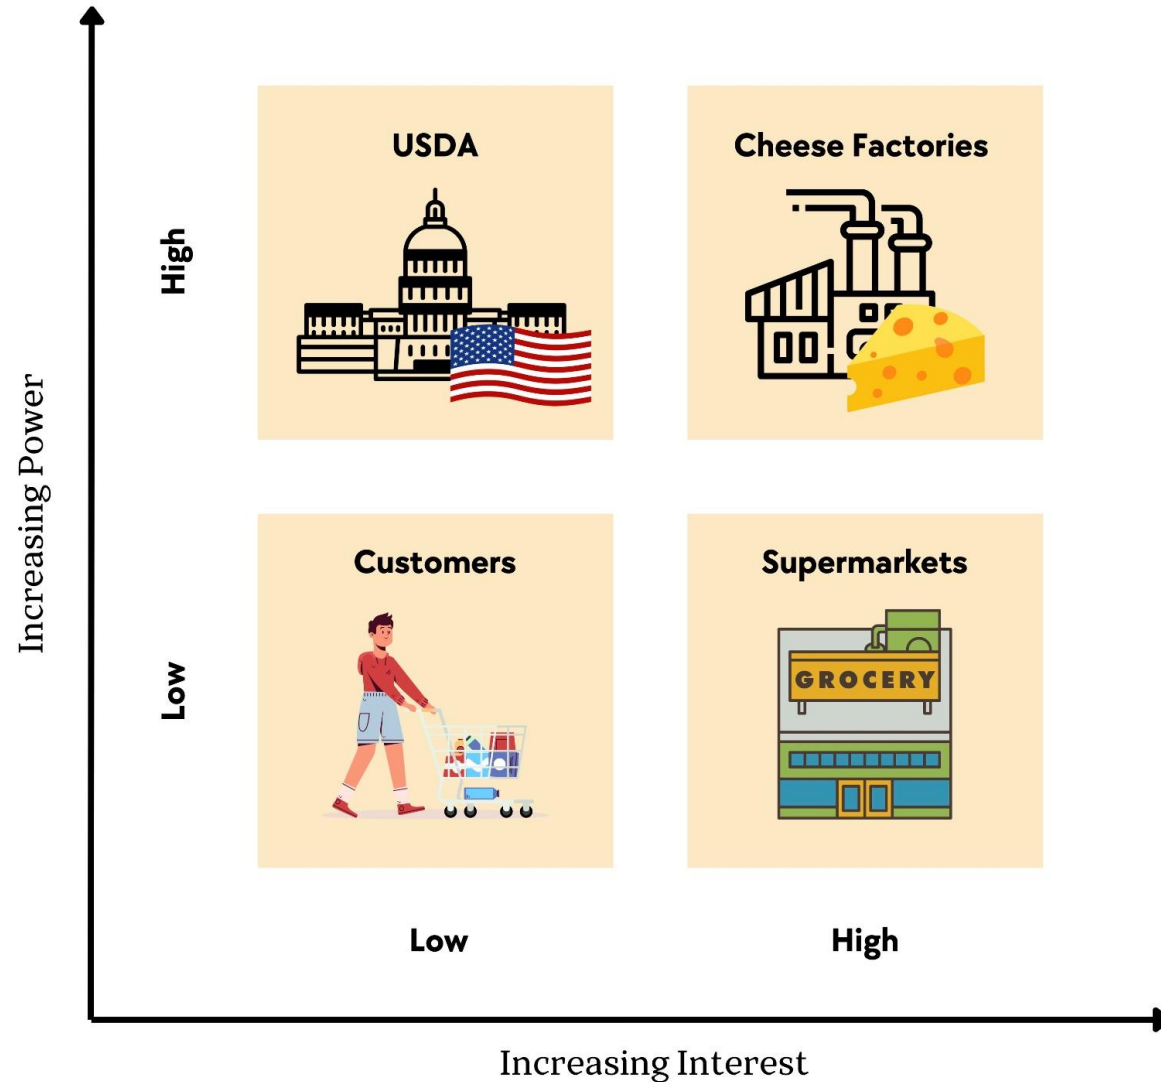 USDA
Cheese Factories
High
Increasing Power
Customers
Supermarkets
GROCERY
Low
Low
High
Increasing Interest